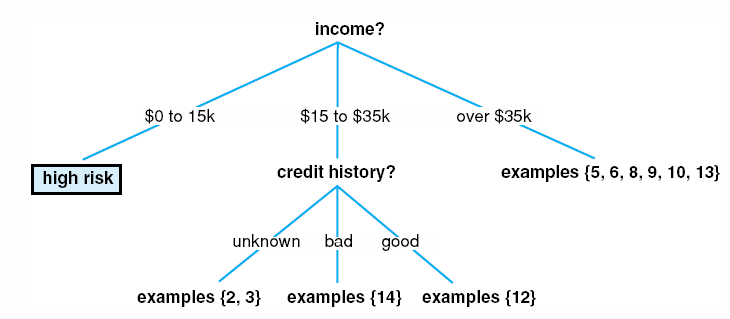 income?
$0 to 15k
$15 to $35k
over $35k
high risk
credit history?
examples {5, 6, 8, 9, 10, 13}
unknown
bad
good
examples {2, 3}
examples {14}
examples {12}